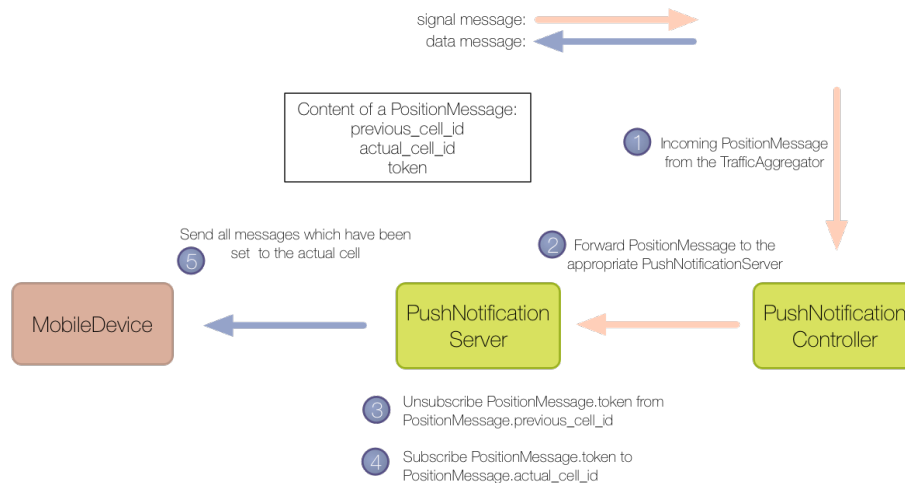 signal message:
data message:
Content of a PositionMessage:
previous_cell_id
actual_cell_id
token
1 Incoming PositionMessage
from the TrafficAggregator
Send all messages which have been
5 set to the actual cell
2 Forward PositionMessage to the
appropriate PushNotificationServer
MobileDevice
PushNotification
Server
PushNotification
Controller
3 Unsubscribe PositionMessage.token from
PositionMessage.previous_cell_id
4 Subscribe PositionMessage.token to
PositionMessage.actual_cell_id